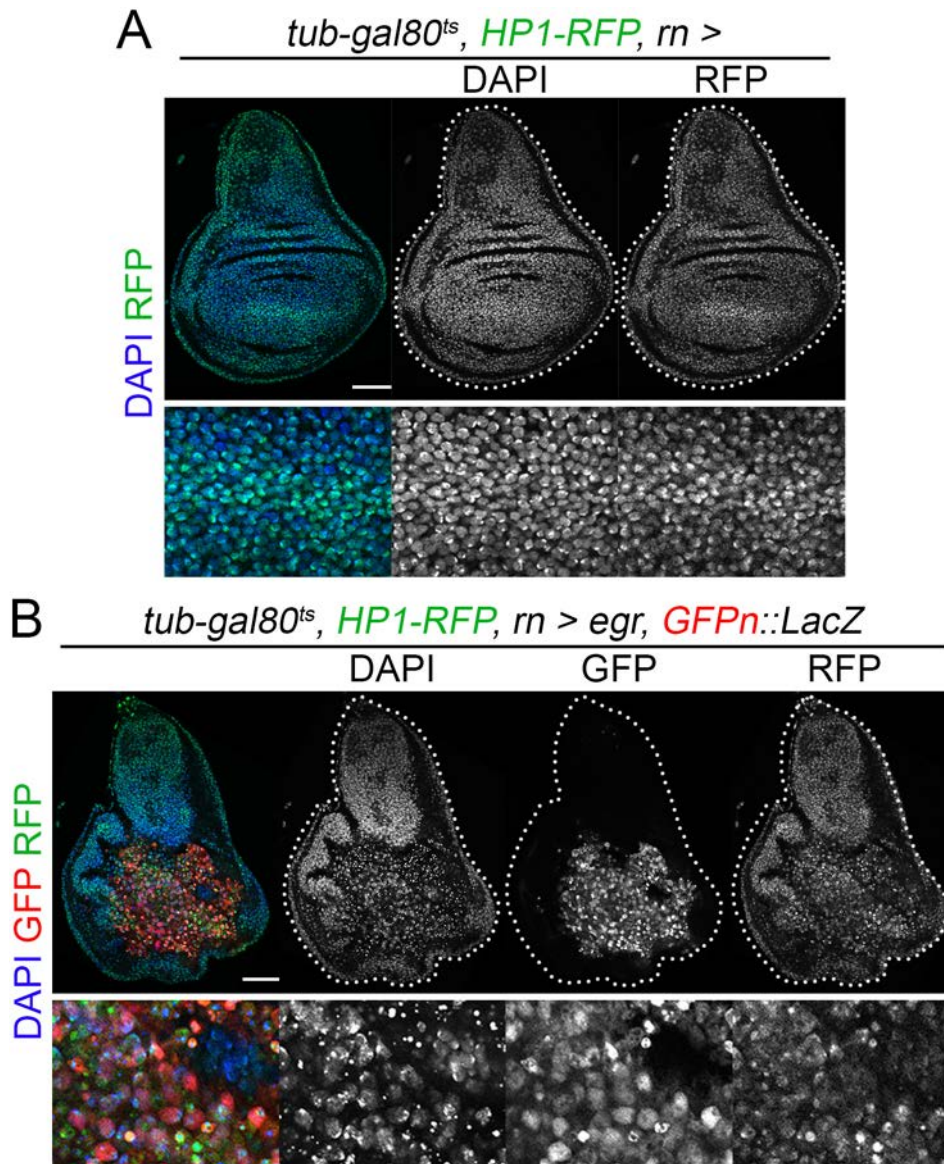 A
tub-gal80ts, HP1-RFP, rn >
DAPI RFP
DAPI RFP
B
tub-gal80ts, HP1-RFP, rn > egr, GFPn::LacZ
DAPI GFP RFP
DAPI GFP RFP